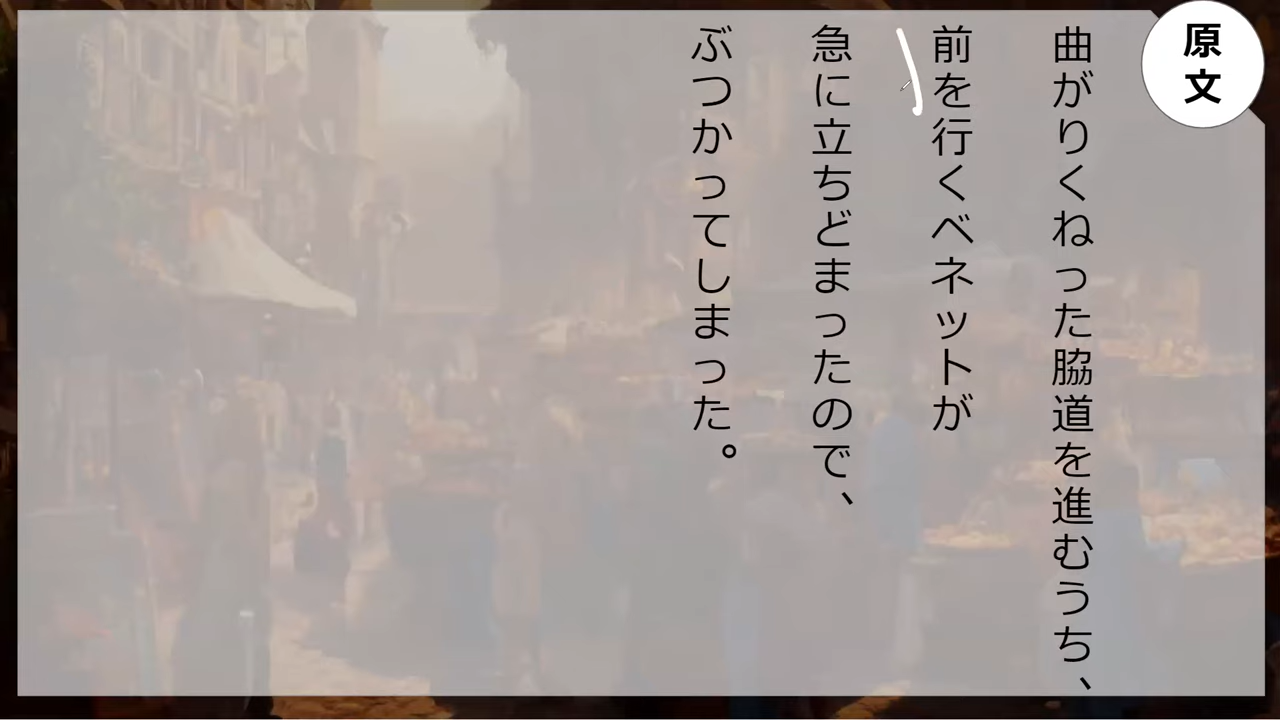 原文
曲がりくねった脇道を進むうち、
前を行くベネットが
急に立ちどまったので、
ぶつかってしまった。